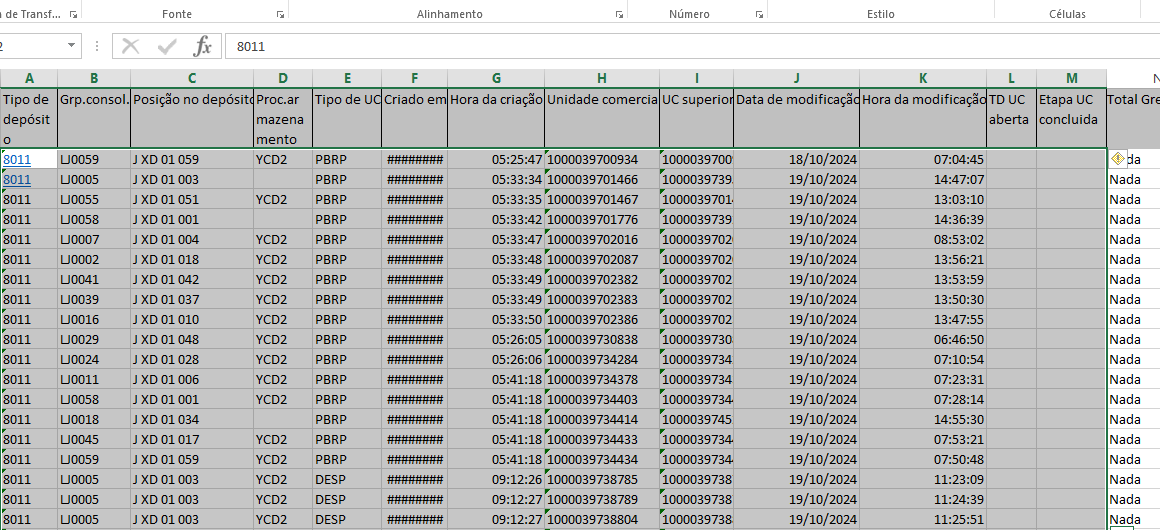 de Transf... Fonte Alinhamento Número Estilo Células
2 fx 8011
A B C D E F G H I J K L M N
Tipo de depósit o Grp.consol. Posição no depósito Proc.ar mazena mento Tipo de UC Criado em Hora da criação Unidade comercia UC superior Data de modificação Hora da modificação TD UC aberta Etapa UC concluida Total Gre
8011 LJ0059 J XD 01 059 YCD2 PBRP ######## 05:25:47 1000039700934 100003970 18/10/2024 07:04:45 da
8011 LJ0005 J XD 01 003 PBRP ######## 05:33:34 1000039701466 1000039739 19/10/2024 14:47:07 Nada
8011 LJ0055 J XD 01 051 YCD2 PBRP ######## 05:33:35 1000039701467 100003970 19/10/2024 13:03:10 Nada
8011 LJ0058 J XD 01 001 PBRP ######## 05:33:42 1000039701776 1000039739 19/10/2024 14:36:39 Nada
8011 LJ0007 J XD 01 004 YCD2 PBRP ######## 05:33:47 1000039702016 100003970 19/10/2024 08:53:02 Nada
8011 LJ0002 J XD 01 018 YCD2 PBRP ######## 05:33:48 1000039702087 100003970 19/10/2024 13:56:21 Nada
8011 LJ0041 J XD 01 042 YCD2 PBRP ######## 05:33:49 1000039702382 100003970 19/10/2024 13:53:59 Nada
8011 LJ0039 J XD 01 037 YCD2 PBRP ######## 05:33:49 1000039702383 100003970 19/10/2024 13:50:30 Nada
8011 LJ0016 J XD 01 010 YCD2 PBRP ######## 05:33:50 1000039702386 100003970 19/10/2024 13:47:55 Nada
8011 LJ0029 J XD 01 048 YCD2 PBRP ######## 05:26:05 1000039730838 100003973 19/10/2024 06:46:50 Nada
8011 LJ0024 J XD 01 028 YCD2 PBRP ######## 05:26:06 1000039734284 100003973 19/10/2024 07:10:54 Nada
8011 LJ0011 J XD 01 006 YCD2 PBRP ######## 05:41:18 1000039734378 100003973 19/10/2024 07:23:31 Nada
8011 LJ0058 J XD 01 001 YCD2 PBRP ######## 05:41:18 1000039734403 100003973 19/10/2024 07:28:14 Nada
8011 LJ0018 J XD 01 034 PBRP ######## 05:41:18 1000039734414 1000039745 19/10/2024 14:55:30 Nada
8011 LJ0045 J XD 01 017 YCD2 PBRP ######## 05:41:18 1000039734433 100003973 19/10/2024 07:53:21 Nada
8011 LJ0059 J XD 01 059 YCD2 PBRP ######## 05:41:18 1000039734434 100003973 19/10/2024 07:50:48 Nada
8011 LJ0005 J XD 01 003 YCD2 DESP ######## 09:12:26 1000039738785 1000039738 19/10/2024 11:23:09 Nada
8011 LJ0005 J XD 01 003 YCD2 DESP ######## 09:12:27 1000039738789 1000039738 19/10/2024 11:24:39 Nada
8011 LJ0005 J XD 01 003 YCD2 DESP ######## 09:12:27 1000039738804 1000039738 19/10/2024 11:25:51 Nada